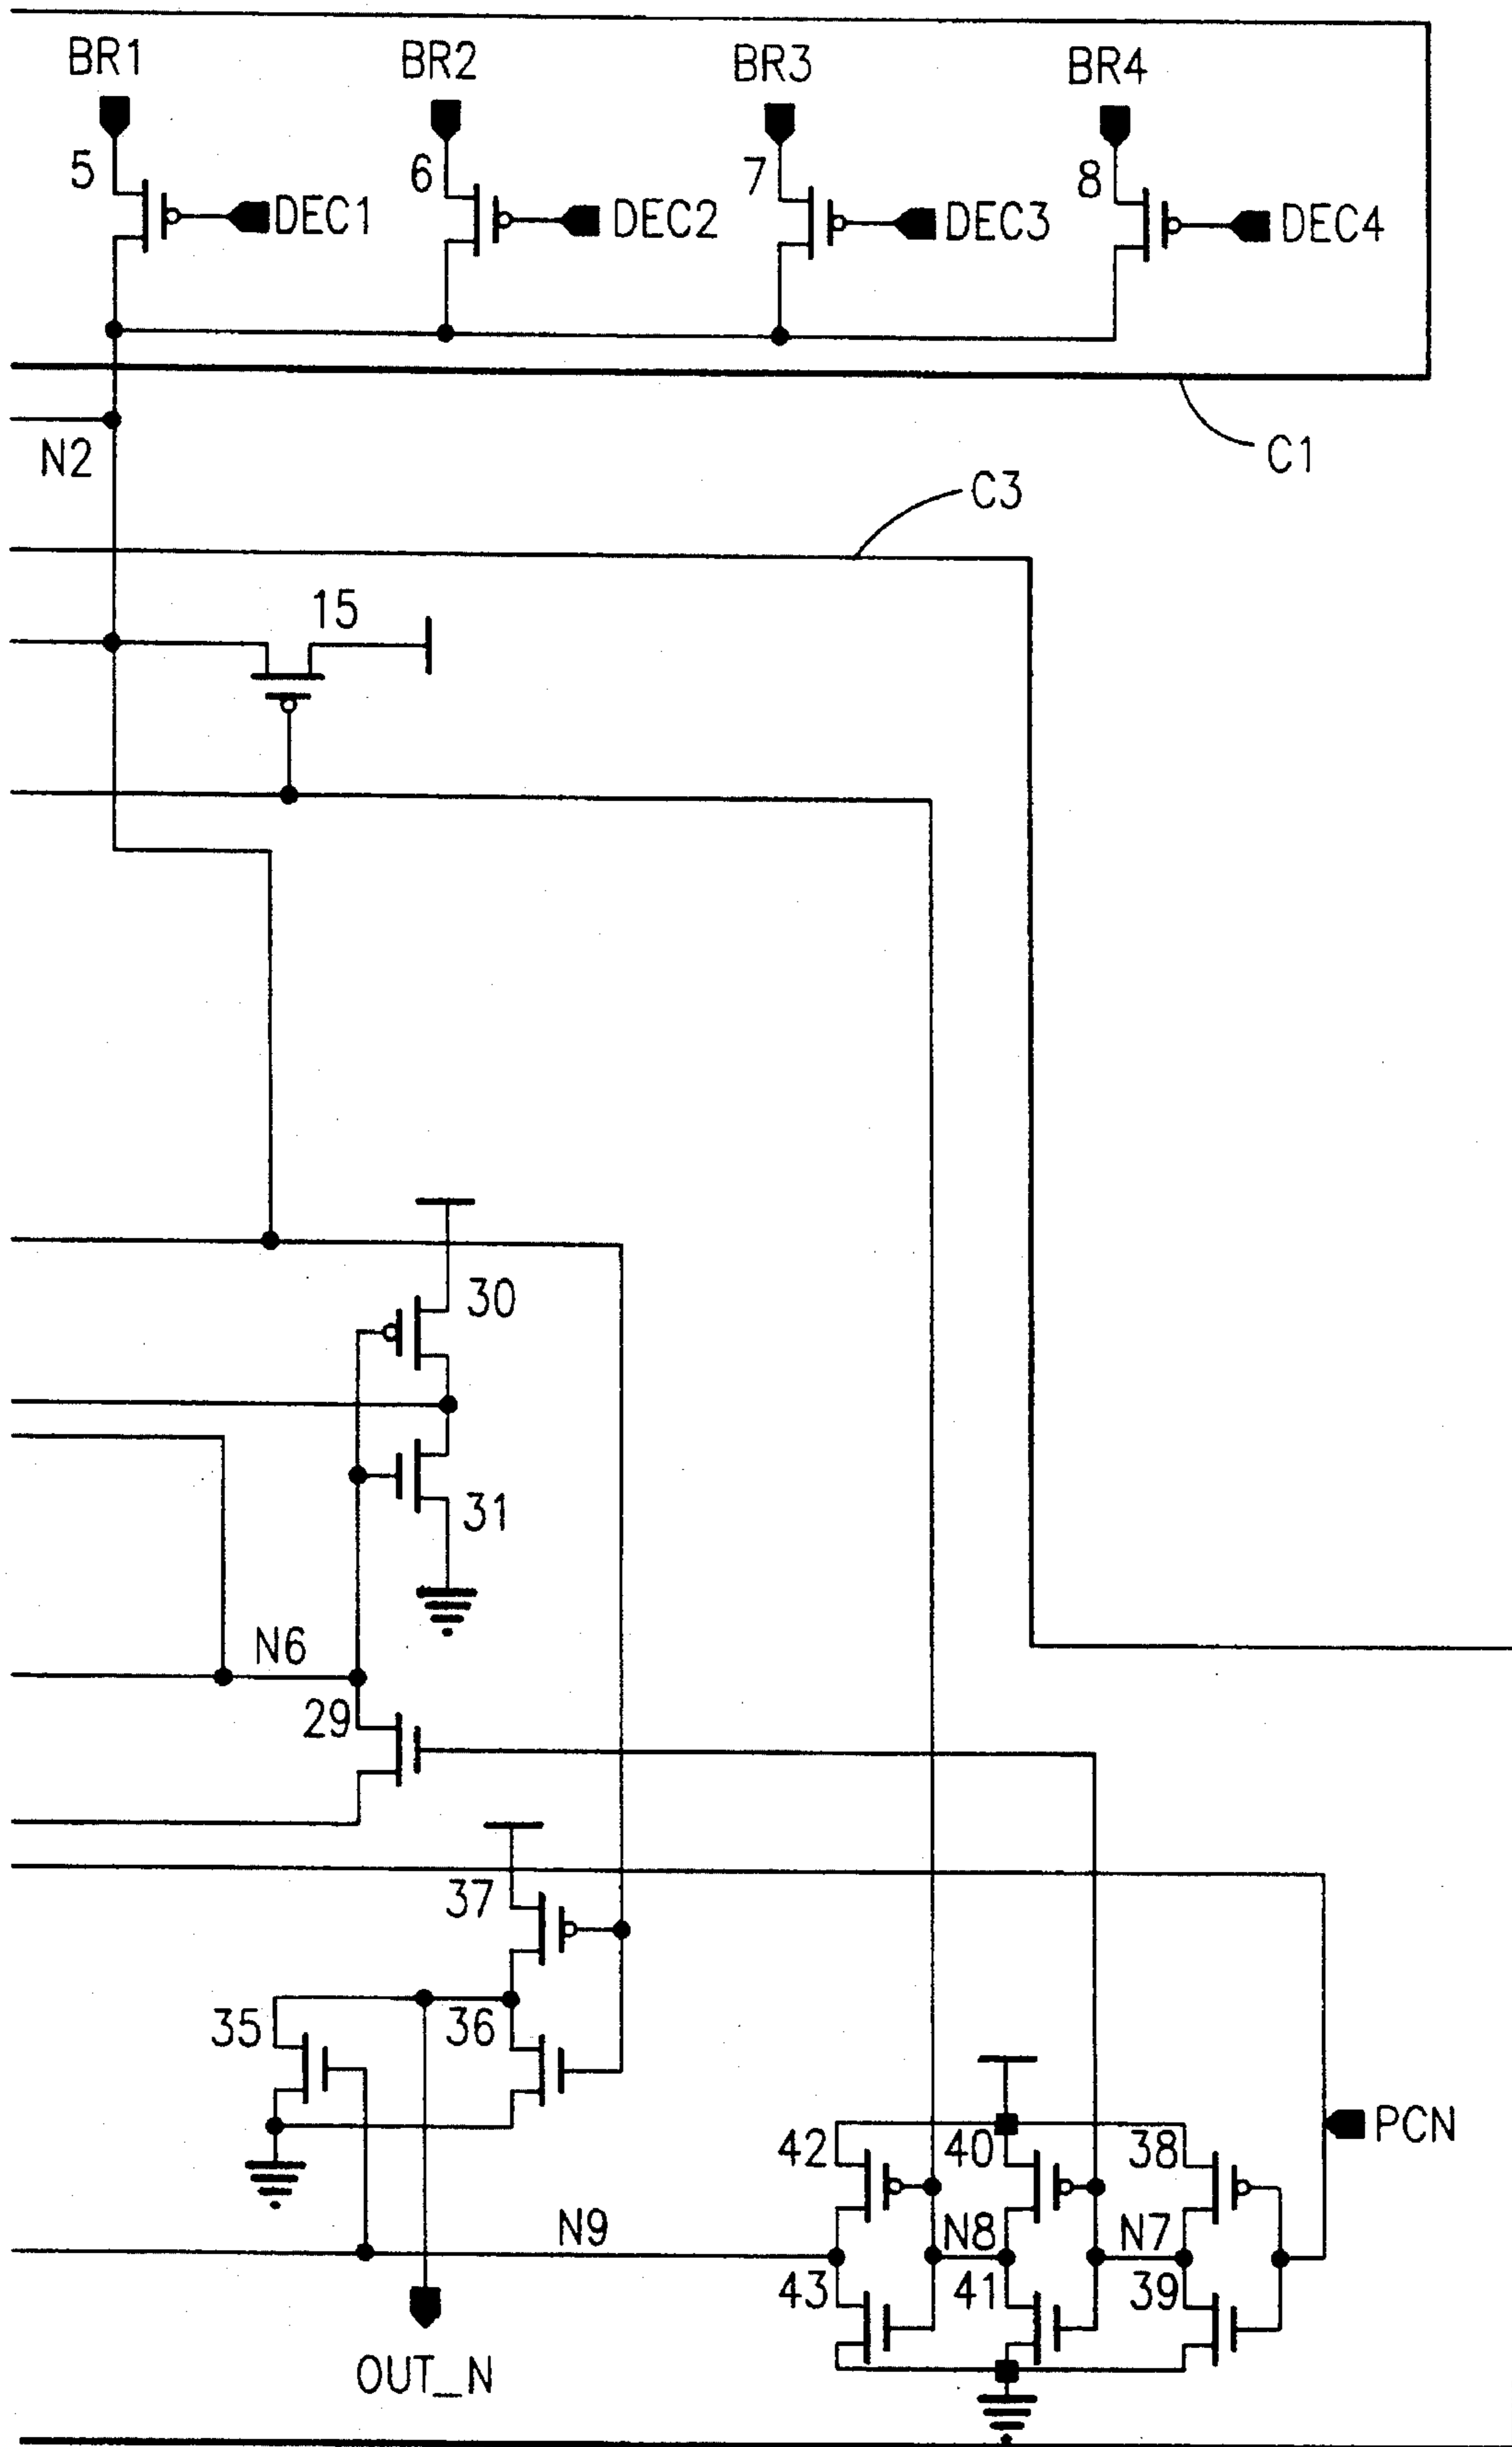 BR1 BR2 BR3 BR4
5 6 7 8
DEC1 DEC2 DEC3 DEC4
N2
C1
C3
15
30
31
N6
29
37
35 36
PCN
42 40 38
N9 N8 N7
43 41 39
OUT_N